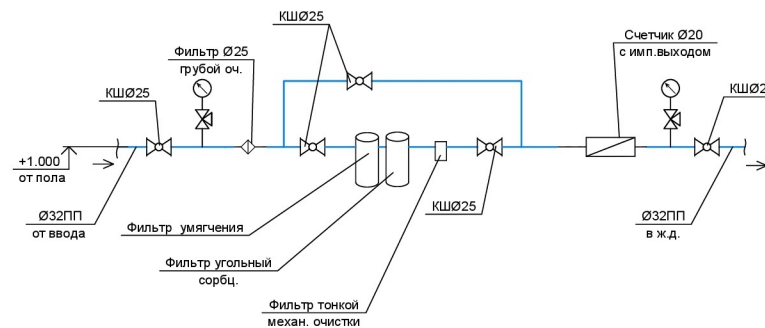 КШØ25
Фильтр Ø25
грубой оч.
Счетчик Ø20
с имп.выходом
КШØ25
КШØ2
+1.000
от пола
КШØ25
Ø32ПП
от ввода
Фильтр умягчения
Ø32ПП
в ж.д.
Фильтр угольный
сорбц.
Фильтр тонкой
механ. очистки